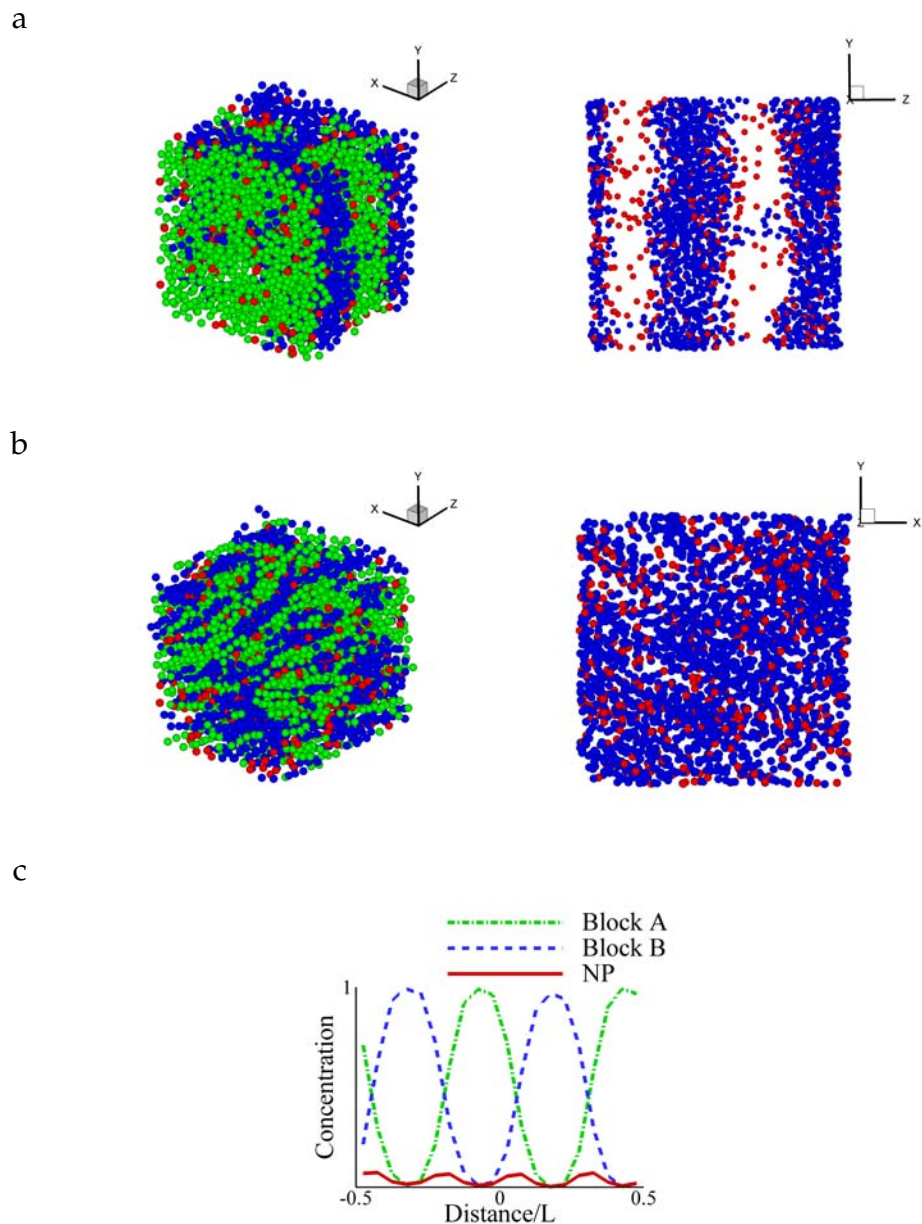 a
Y
X
Z
Y
X
Z
b
Y
X
Z
Y
Z
X
c
Block A
Block B
NP
1
Concentration
-0.5
0
0.5
Distance/L